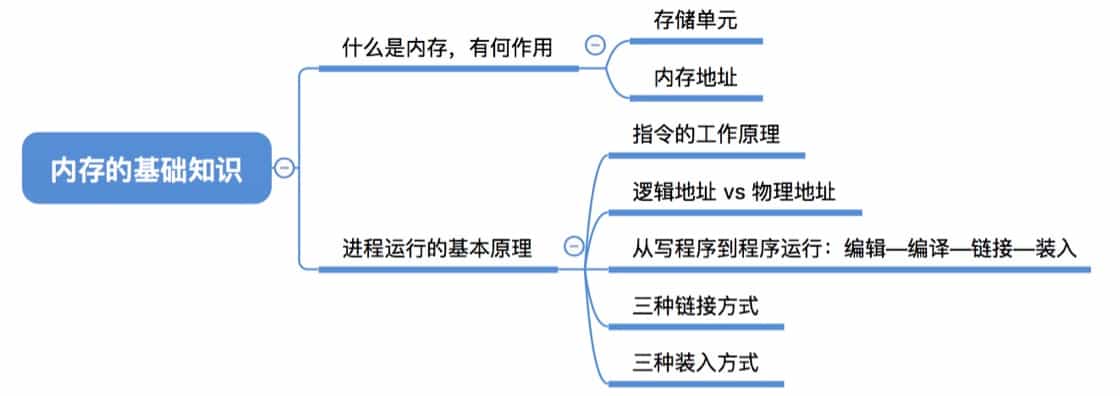 内存的基础知识
什么是内存，有何作用
存储单元
内存地址
进程运行的基本原理
指令的工作原理
逻辑地址 vs 物理地址
从写程序到程序运行：编辑—编译—链接—装入
三种链接方式
三种装入方式